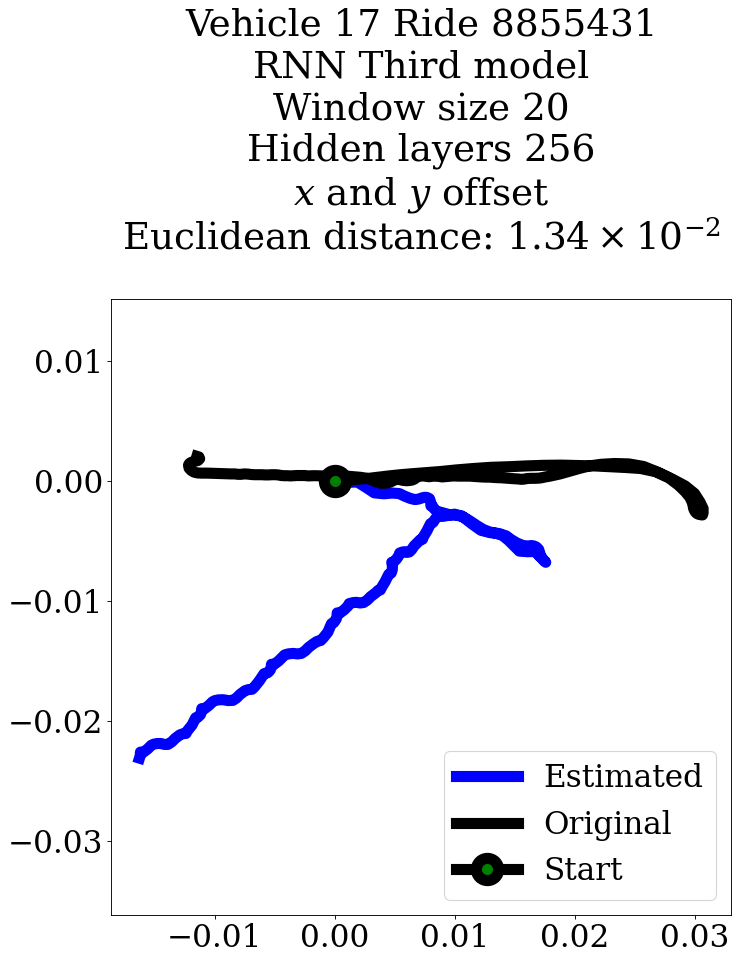 Vehicle 17 Ride 8855431
RNN Third model
Window size 20
Hidden layers 256
x and y offset
Euclidean distance: 1.34 × 10⁻²
0.01
0.00
−0.01
−0.02
−0.03
−0.01 0.00 0.01 0.02 0.03
Estimated
Original
Start